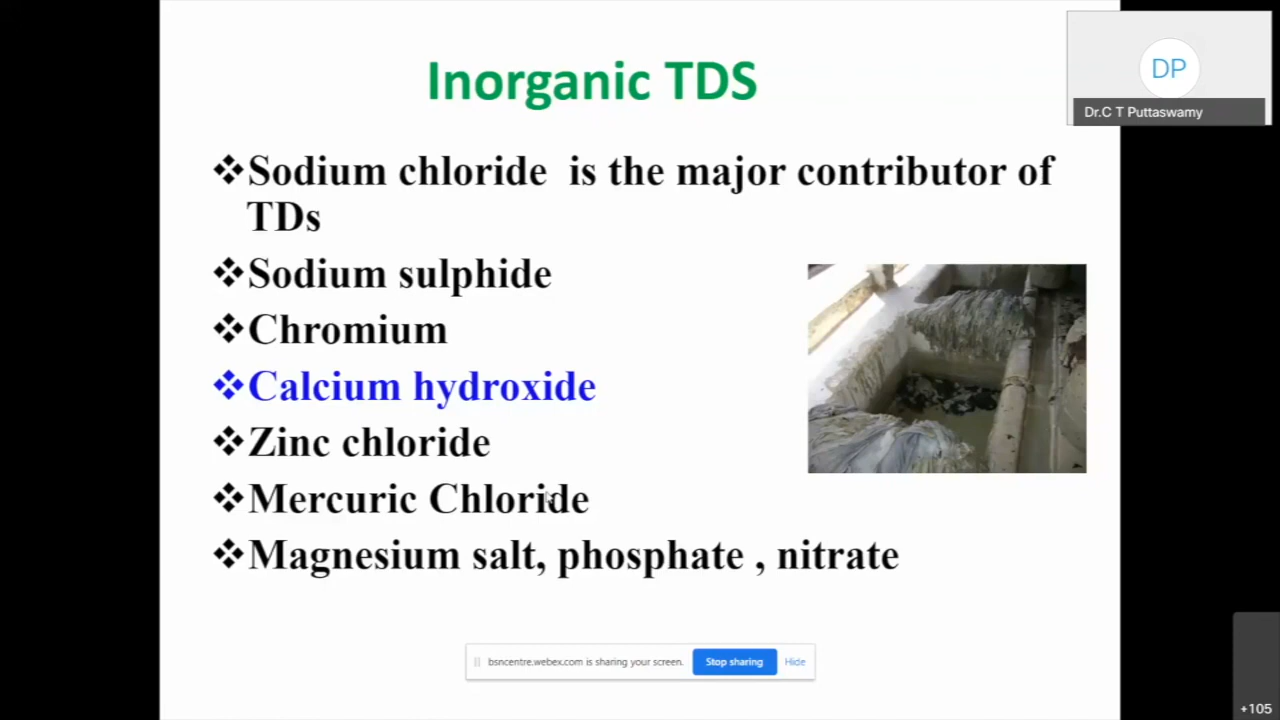 Inorganic TDS
DP
Dr.C T Puttaswamy
❖Sodium chloride is the major contributor of
TDs
❖Sodium sulphide
❖Chromium
❖Calcium hydroxide
❖Zinc chloride
❖Mercuric Chloride
❖Magnesium salt, phosphate , nitrate
bsncentre.webex.com is sharing your screen. Stop sharing Hide
+105